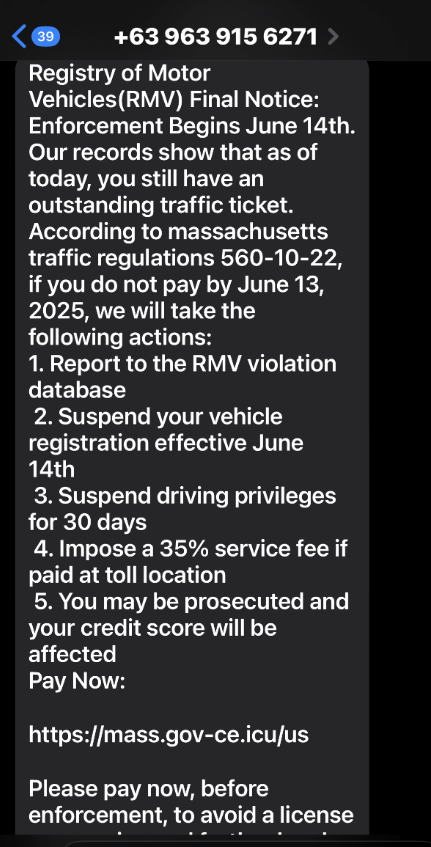 39
+63 963 915 6271
Registry of Motor
Vehicles(RMV) Final Notice:
Enforcement Begins June 14th.
Our records show that as of
today, you still have an
outstanding traffic ticket.
According to massachusetts
traffic regulations 560-10-22,
if you do not pay by June 13,
2025, we will take the
following actions:
1. Report to the RMV violation
database
2. Suspend your vehicle
registration effective June
14th
3. Suspend driving privileges
for 30 days
4. Impose a 35% service fee if
paid at toll location
5. You may be prosecuted and
your credit score will be
affected
Pay Now:
https://mass.gov-ce.icu/us
Please pay now, before
enforcement, to avoid a license